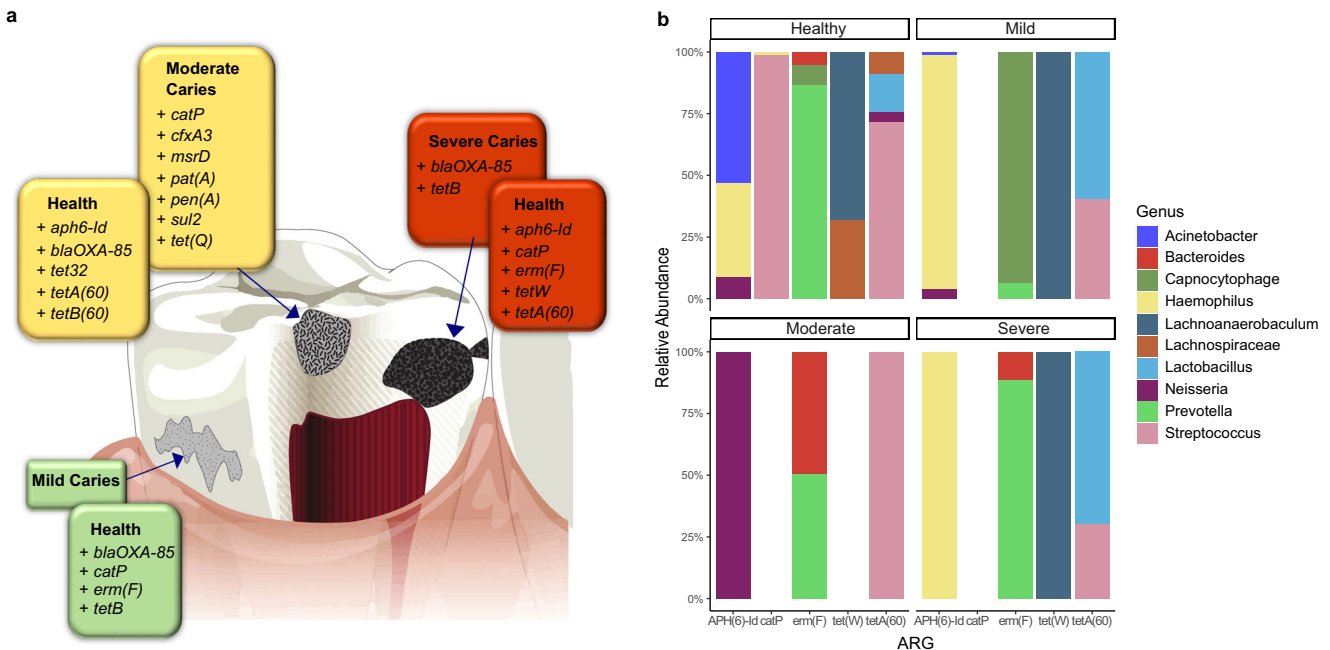 a
Moderate
Caries
+ catP
+ cfxA3
+ msrD
+ pat(A)
+ pen(A)
+ sul2
+ tet(Q)
Health
+ aph6-Id
+ blaOXA-85
+ tet32
+ tetA(60)
+ tetB(60)
Severe Caries
+ blaOXA-85
+ tetB
Health
+ aph6-Id
+ catP
+ erm(F)
+ tetW
+ tetA(60)
Mild Caries
Health
+ blaOXA-85
+ catP
+ erm(F)
+ tetB
b
Healthy
Mild
100%
75%
50%
25%
0%
Moderate
Severe
100%
75%
50%
25%
0%
Relative Abundance
APH(6)-Id catP erm(F) tet(W) tetA(60)
APH(6)-Id catP erm(F) tet(W) tetA(60)
ARG
Genus
Acinetobacter
Bacteroides
Capnocytophage
Haemophilus
Lachnoanaerobaculum
Lachnospiraceae
Lactobacillus
Neisseria
Prevotella
Streptococcus